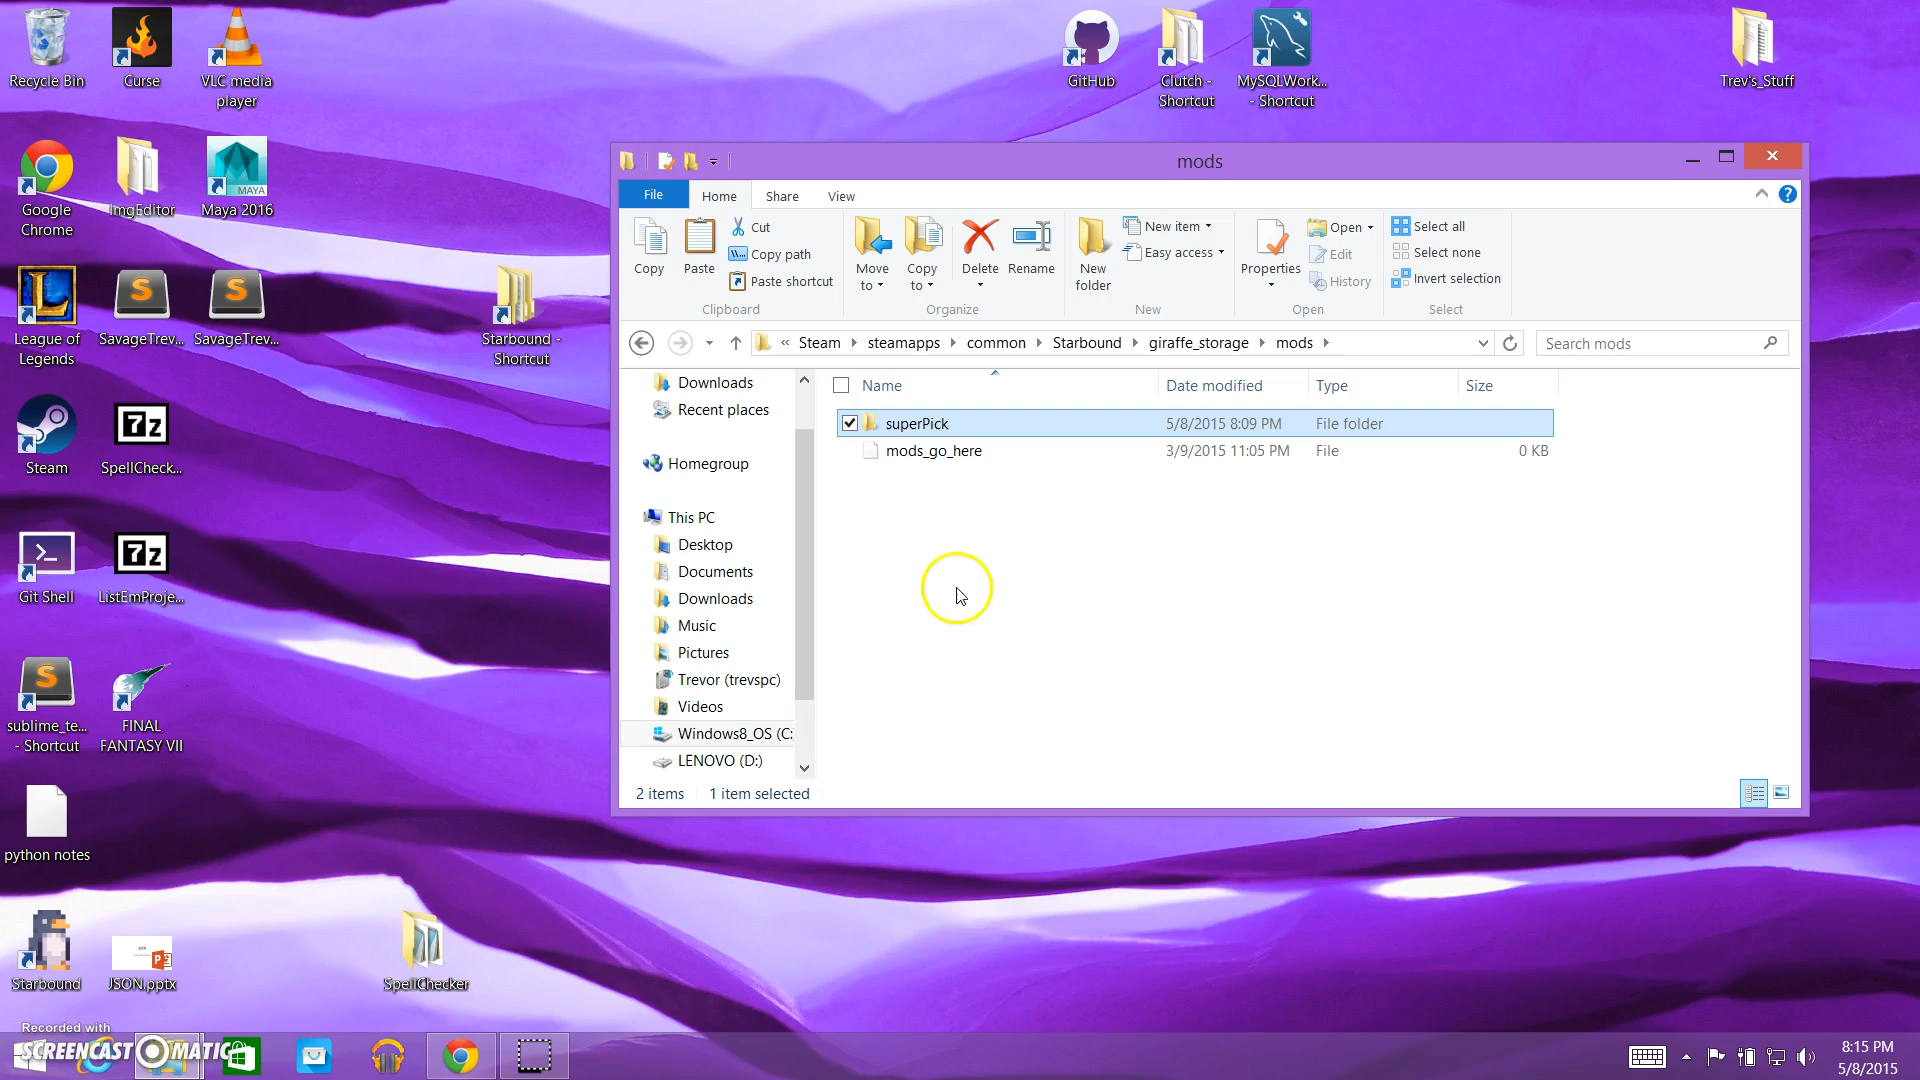 Recycle Bin
Curse
VLC media
player
GitHub
Clutch -
Shortcut
MySQLWork...
- Shortcut
Trev's_Stuff
Google
Chrome
ImgEditor
MAYA
Maya 2016
League of
Legends
SavageTrev...
SavageTrev...
Starbound -
Shortcut
Steam
7z
SpellCheck...
Git Shell
7z
ListEmProje...
sublime_te...
- Shortcut
FINAL
FANTASY VII
python notes
Starbound
JSON.pptx
SpellChecker
mods
File
Home
Share
View
Copy
Paste
Cut
Copy path
Paste shortcut
Clipboard
Move
to
Copy
to
Delete
Rename
Organize
New
folder
New item
Easy access
New
Properties
Open
Edit
History
Open
Select all
Select none
Invert selection
Select
« Steam steamapps common Starbound giraffe_storage mods
Search mods
Downloads
Recent places
Homegroup
This PC
Desktop
Documents
Downloads
Music
Pictures
Trevor (trevspc)
Videos
Windows8_OS (C:
LENOVO (D:)
Name Date modified Type Size
superPick 5/8/2015 8:09 PM File folder
mods_go_here 3/9/2015 11:05 PM File 0 KB
2 items 1 item selected
Recorded with
SCREENCAST MATIC
8:15 PM
5/8/2015